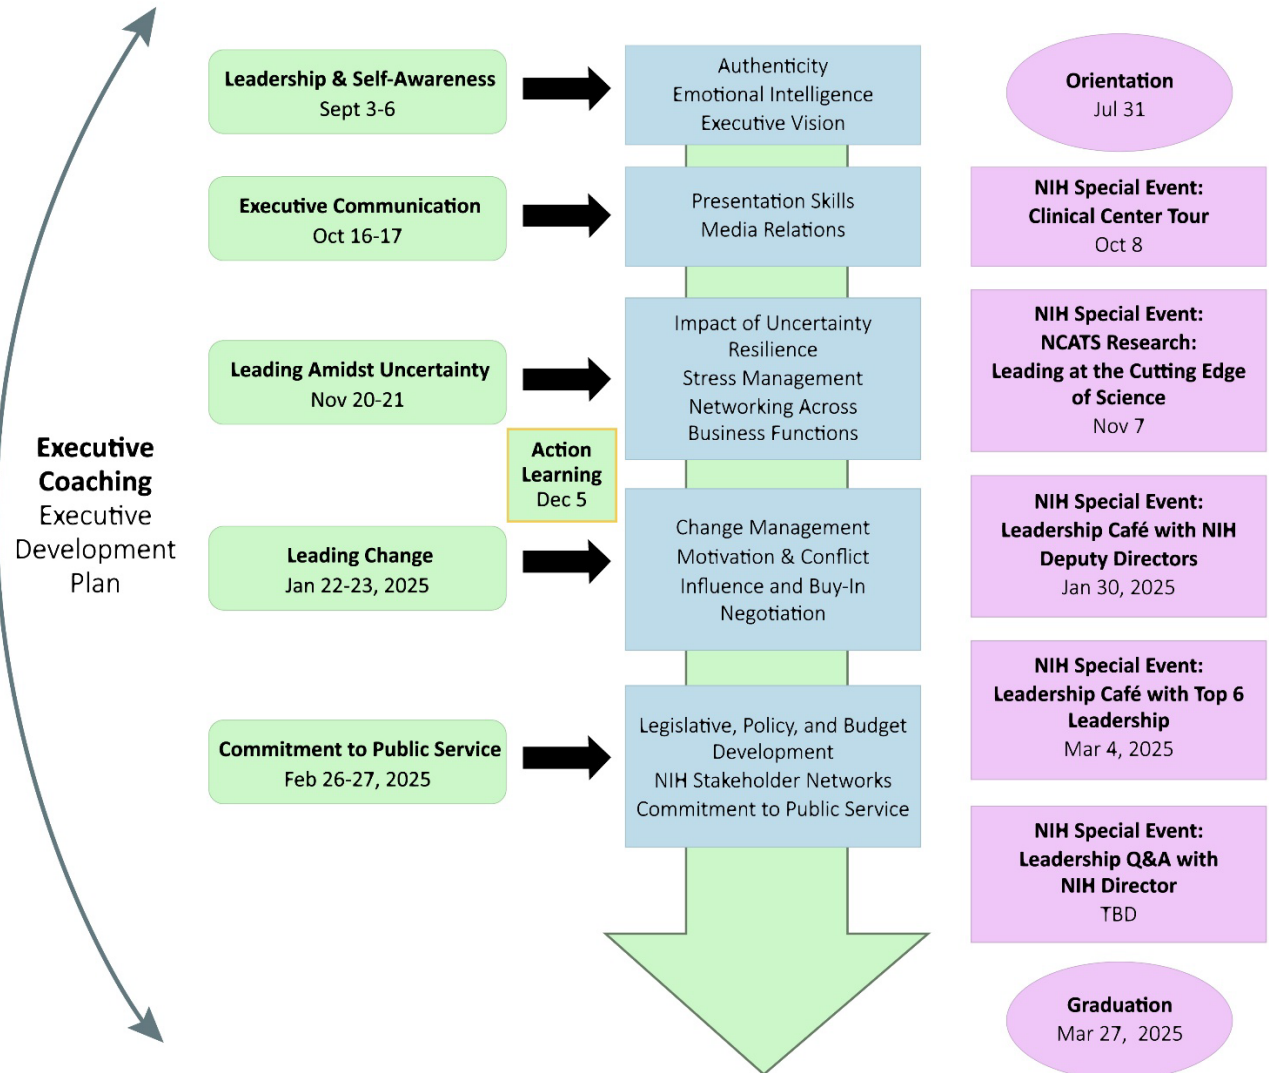 Executive
Coaching
Executive
Development
Plan
Leadership & Self-Awareness
Sept 3-6
Authenticity
Emotional Intelligence
Executive Vision
Executive Communication
Oct 16-17
Presentation Skills
Media Relations
Leading Amidst Uncertainty
Nov 20-21
Impact of Uncertainty
Resilience
Stress Management
Networking Across
Business Functions
Action
Learning
Dec 5
Leading Change
Jan 22-23, 2025
Change Management
Motivation & Conflict
Influence and Buy-In
Negotiation
Commitment to Public Service
Feb 26-27, 2025
Legislative, Policy, and Budget
Development
NIH Stakeholder Networks
Commitment to Public Service
Orientation
Jul 31
NIH Special Event:
Clinical Center Tour
Oct 8
NIH Special Event:
NCATS Research:
Leading at the Cutting Edge
of Science
Nov 7
NIH Special Event:
Leadership Café with NIH
Deputy Directors
Jan 30, 2025
NIH Special Event:
Leadership Café with Top 6
Leadership
Mar 4, 2025
NIH Special Event:
Leadership Q&A with
NIH Director
TBD
Graduation
Mar 27, 2025